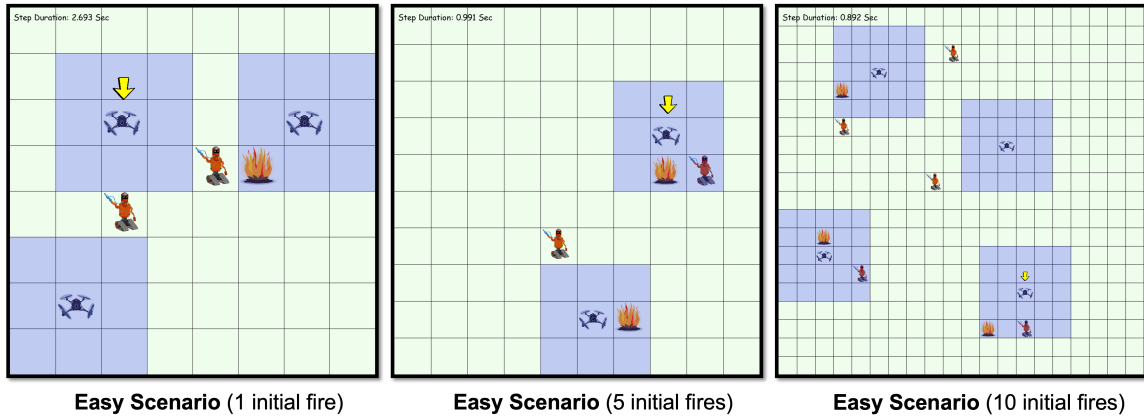 Step Duration: 2.693 Sec
Step Duration: 0.991 Sec
Step Duration: 0.892 Sec
Easy Scenario (1 initial fire)
Easy Scenario (5 initial fires)
Easy Scenario (10 initial fires)